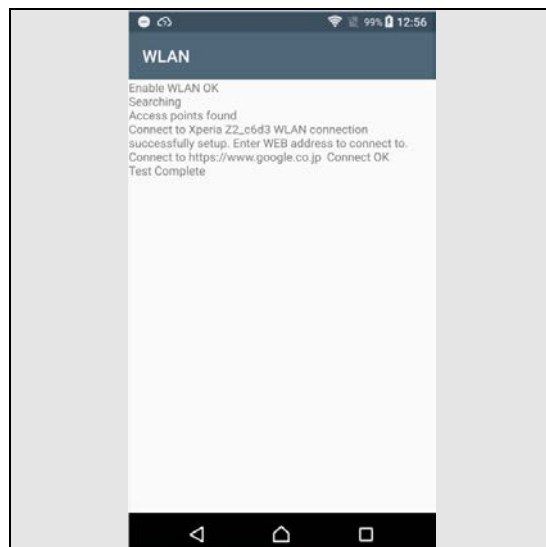 99% 12:56
WLAN
Enable WLAN OK
Searching
Access points found
Connect to Xperia Z2_c6d3 WLAN connection
successfully setup. Enter WEB address to connect to.
Connect to https://www.google.co.jp  Connect OK
Test Complete